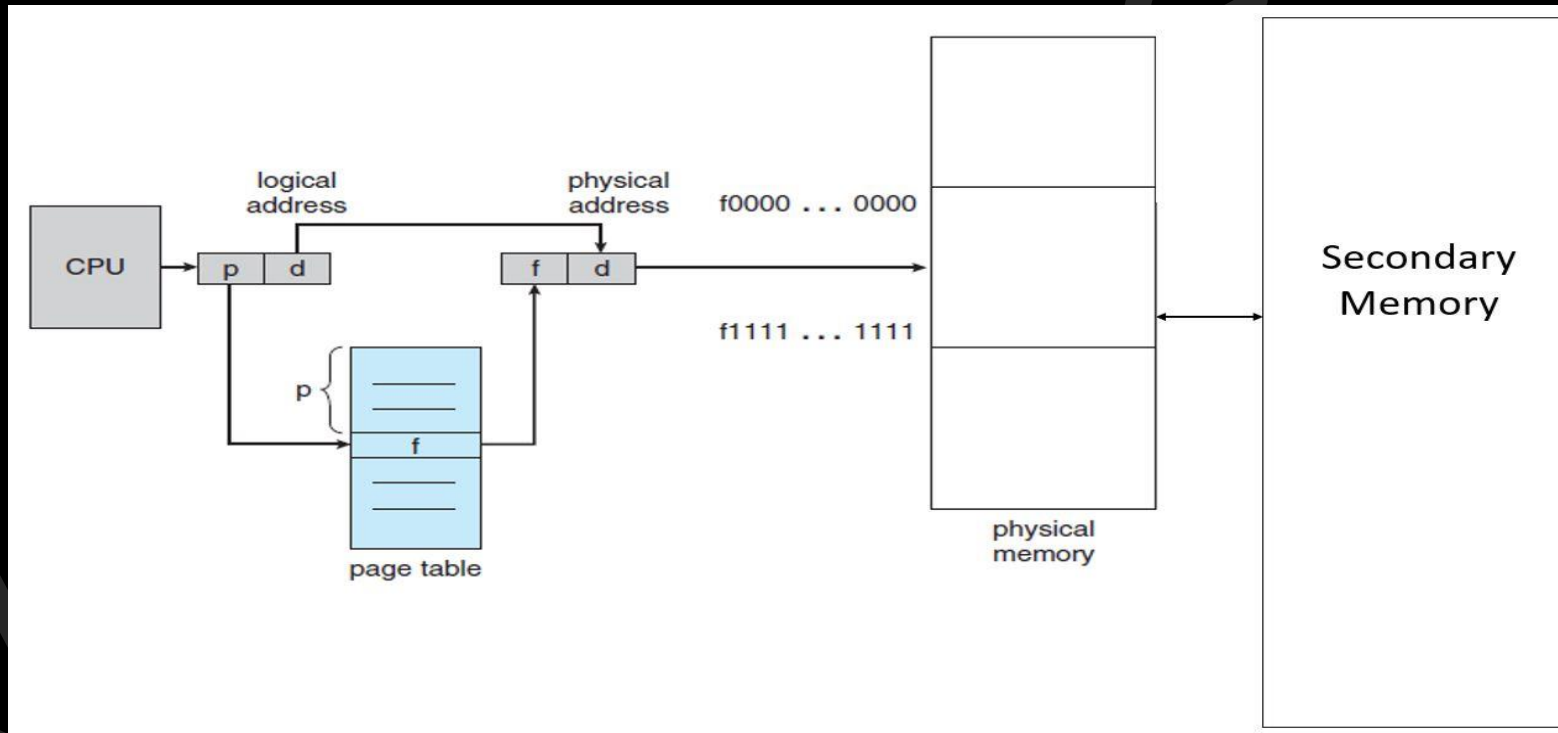 logical
address
physical
address
f0000 ... 0000
CPU
p d
f d
Secondary
Memory
f1111 ... 1111
p
f
physical
memory
page table